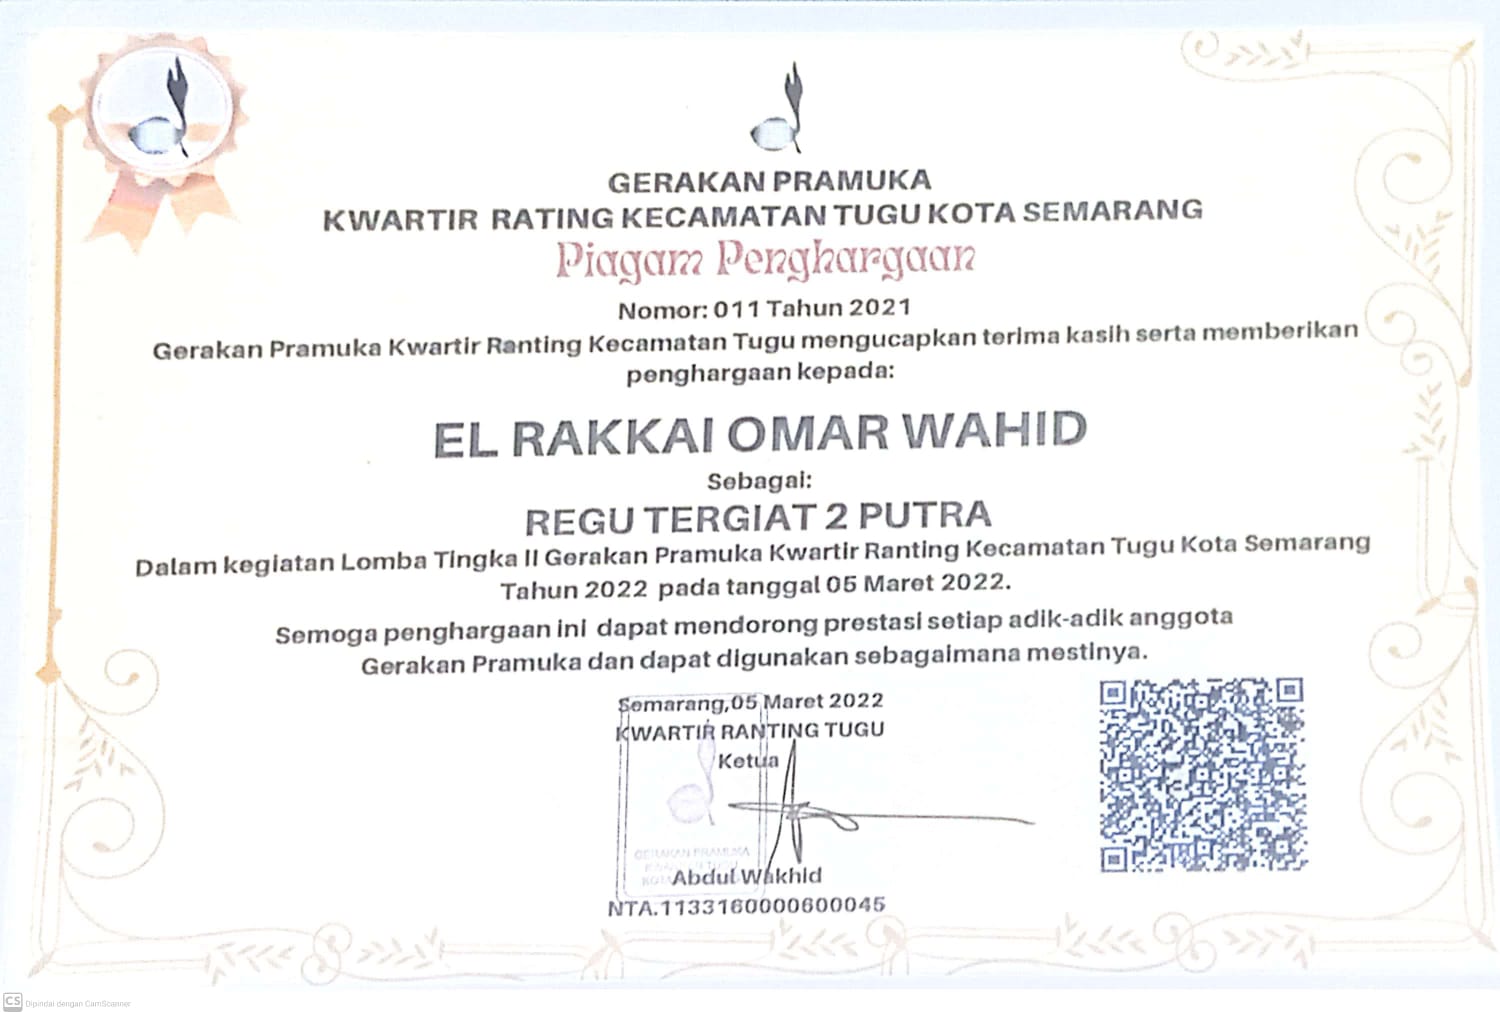 GERAKAN PRAMUKA
KWARTIR RATING KECAMATAN TUGU KOTA SEMARANG
Piagam Penghargaan
Nomor: 011 Tahun 2021
Gerakan Pramuka Kwartir Ranting Kecamatan Tugu mengucapkan terima kasih serta memberikan
penghargaan kepada:
EL RAKKAI OMAR WAHID
Sebagai:
REGU TERGIAT 2 PUTRA
Dalam kegiatan Lomba Tingka II Gerakan Pramuka Kwartir Ranting Kecamatan Tugu Kota Semarang
Tahun 2022 pada tanggal 05 Maret 2022.
Semoga penghargaan ini dapat mendorong prestasi setiap adik-adik anggota
Gerakan Pramuka dan dapat digunakan sebagaimana mestinya.
Semarang,05 Maret 2022
KWARTIR RANTING TUGU
Ketua
GERAKAN PRAMUKA
Abdul Wakhid
NTA.1133160000600045
CS Dipindai dengan CamScanner